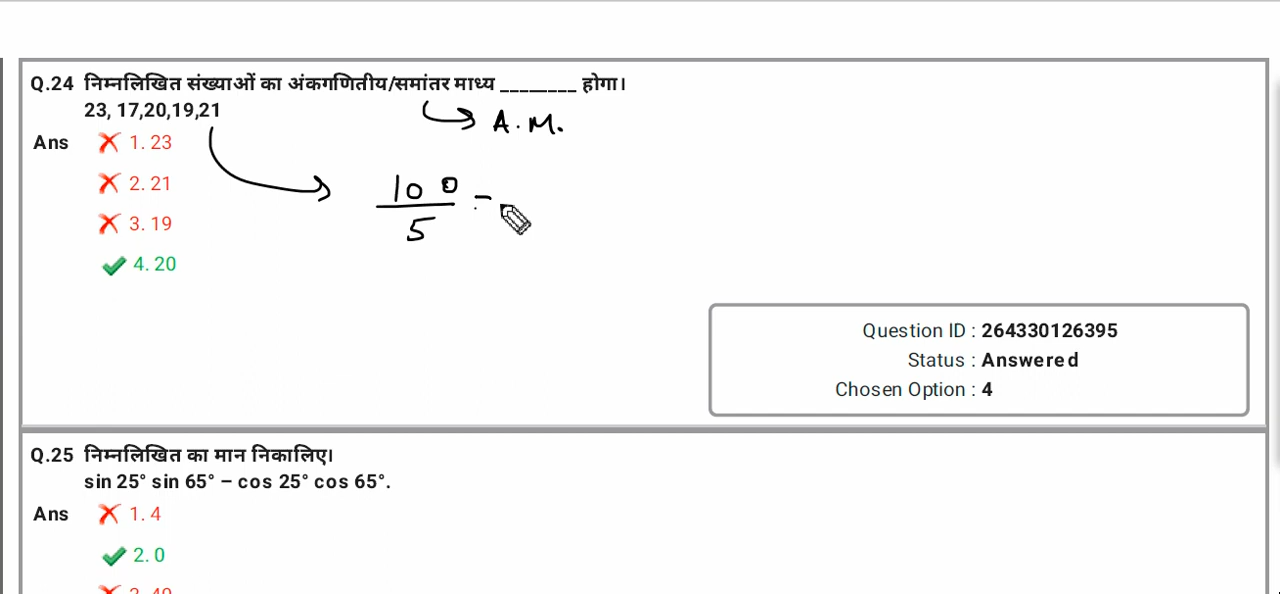 Q.24 निम्नलिखित संख्याओं का अंकगणितीय/समांतर माध्य ________ होगा।
23, 17,20,19,21
A.M.
Ans 1. 23
2. 21
100
5
=
3. 19
4. 20
Question ID : 264330126395
Status : Answered
Chosen Option : 4
Q.25 निम्नलिखित का मान निकालिए।
sin 25° sin 65° – cos 25° cos 65°.
Ans 1. 4
2. 0